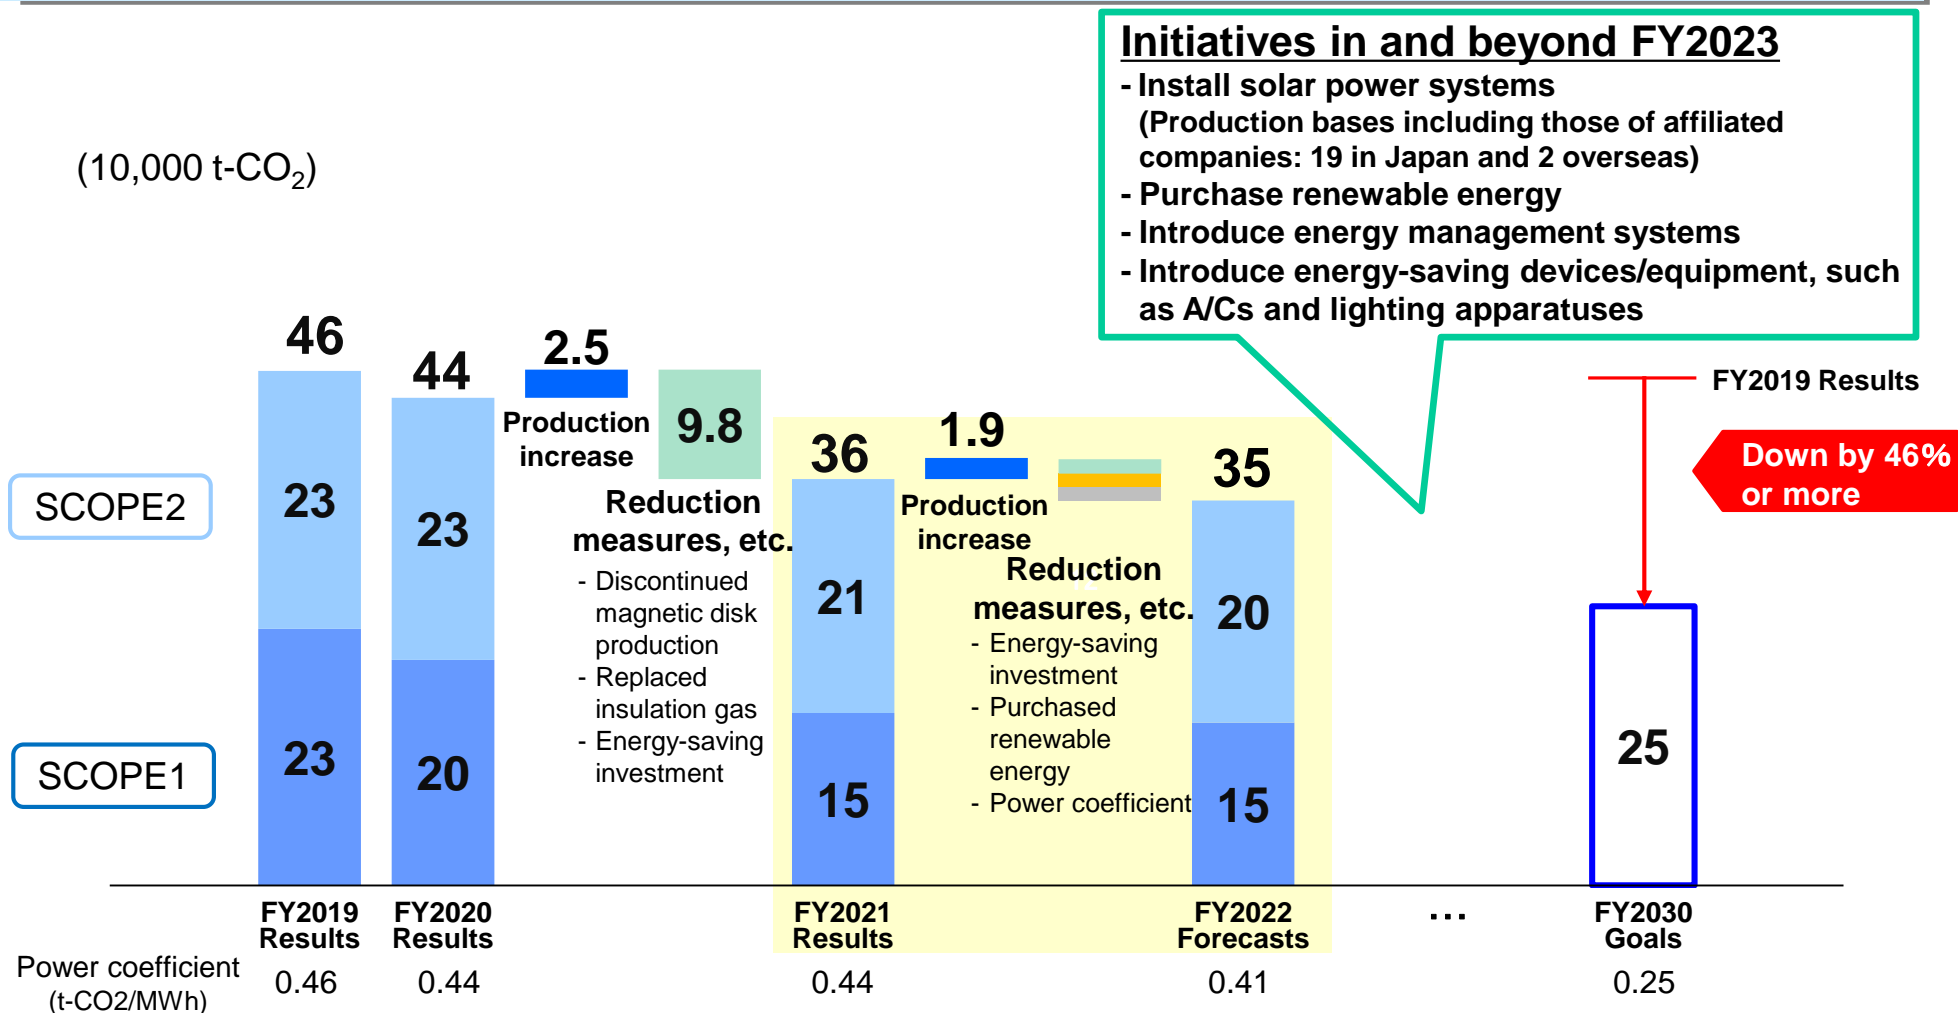 Initiatives in and beyond FY2023
- Install solar power systems
(Production bases including those of affiliated
companies: 19 in Japan and 2 overseas)
- Purchase renewable energy
- Introduce energy management systems
- Introduce energy-saving devices/equipment, such
as A/Cs and lighting apparatuses
(10,000 t-CO₂)
46
44
2.5
9.8
Production
increase
Reduction
measures, etc.
- Discontinued
magnetic disk
production
- Replaced
insulation gas
- Energy-saving
investment
36
1.9
Production
increase
Reduction
measures, etc.
- Energy-saving
investment
- Purchased
renewable
energy
- Power coefficient
35
FY2019 Results
Down by 46%
or more
SCOPE2
23
23
21
20
SCOPE1
23
20
15
15
25
FY2019
Results
FY2020
Results
FY2021
Results
FY2022
Forecasts
...
FY2030
Goals
Power coefficient
(t-CO2/MWh)
0.46
0.44
0.44
0.41
0.25